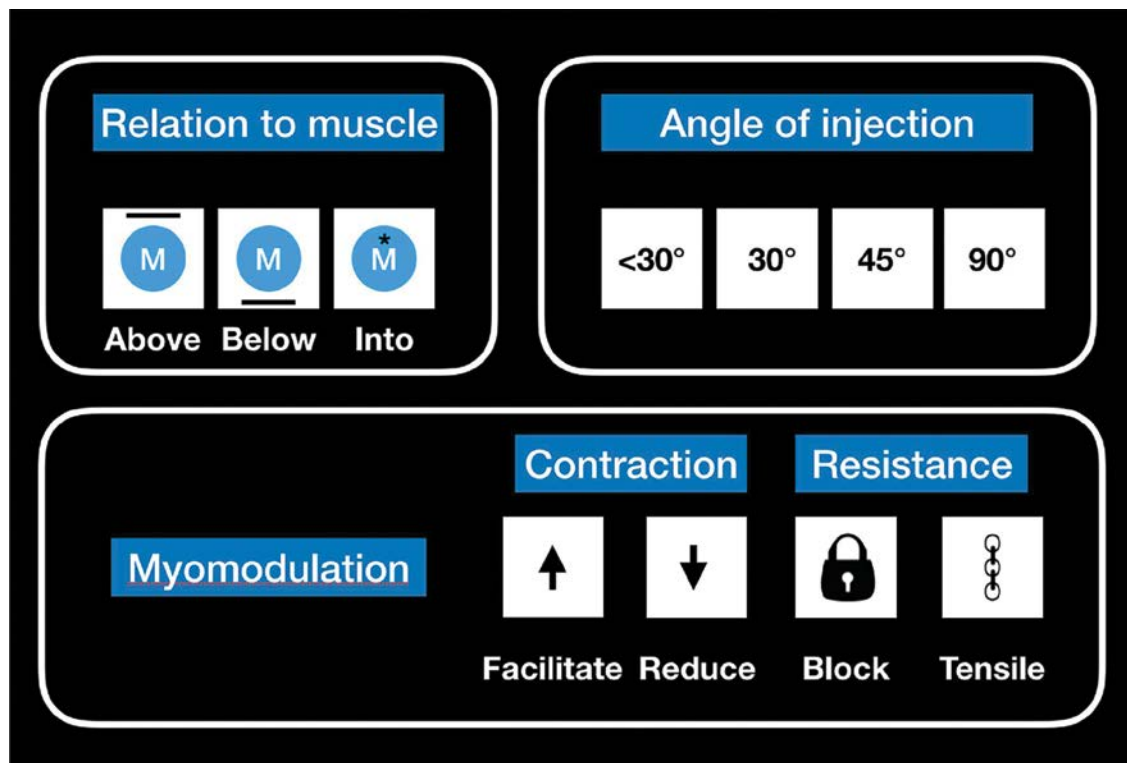 Relation to muscle
M M M*
Above Below Into
Angle of injection
<30° 30° 45° 90°
Contraction Resistance
Myomodulation
Facilitate Reduce Block Tensile